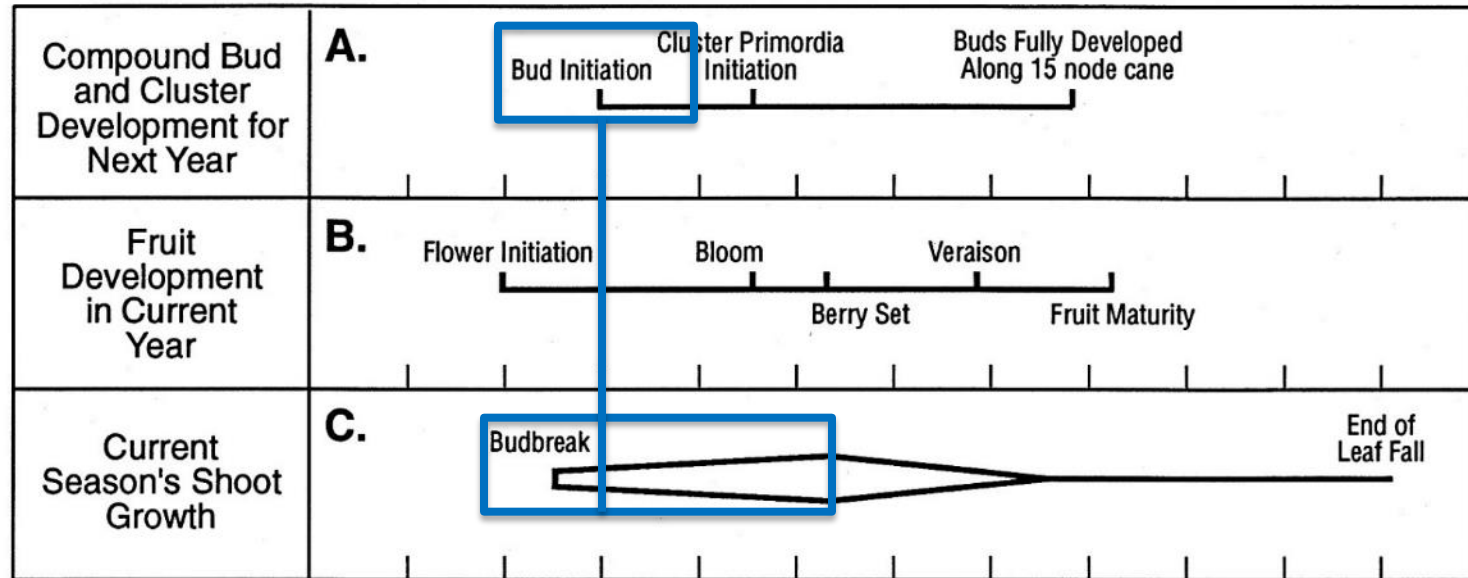 Compound Bud
and Cluster
Development for
Next Year
A.
Bud Initiation
Cluster Primordia
Initiation
Buds Fully Developed
Along 15 node cane
Fruit
Development
in Current
Year
B.
Flower Initiation
Bloom
Berry Set
Veraison
Fruit Maturity
Current
Season's Shoot
Growth
C.
Budbreak
End of
Leaf Fall